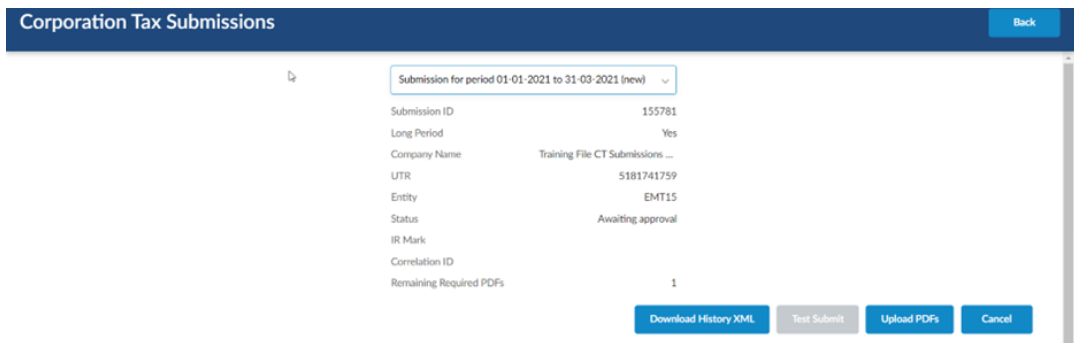 Corporation Tax Submissions
Back
Submission for period 01-01-2021 to 31-03-2021 (new)
Submission ID 155781
Long Period Yes
Company Name Training File CT Submissions ...
UTR 5181741759
Entity EMT15
Status Awaiting approval
IR Mark
Correlation ID
Remaining Required PDFs 1
Download History XML Test Submit Upload PDFs Cancel